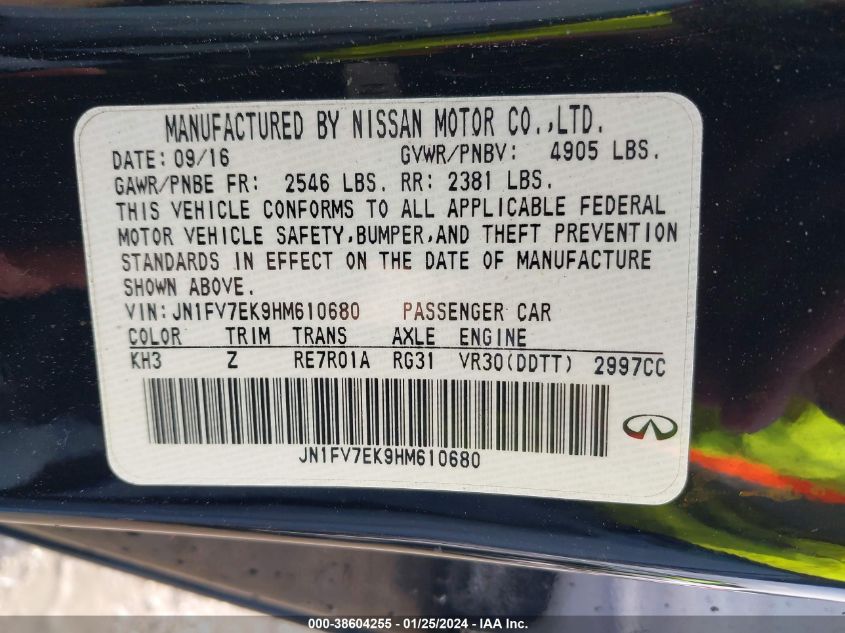 MANUFACTURED BY NISSAN MOTOR CO.,LTD.
DATE: 09/16 GVWR/PNBV: 4905 LBS.
GAWR/PNBE FR: 2546 LBS. RR: 2381 LBS.
THIS VEHICLE CONFORMS TO ALL APPLICABLE FEDERAL
MOTOR VEHICLE SAFETY,BUMPER,AND THEFT PREVENTION
STANDARDS IN EFFECT ON THE DATE OF MANUFACTURE
SHOWN ABOVE.
VIN:JN1FV7EK9HM610680 PASSENGER CAR
COLOR TRIM TRANS AXLE ENGINE
KH3 Z RE7R01A RG31 VR30(DDTT) 2997CC
JN1FV7EK9HM610680
000-38604255 - 01/25/2024 - IAA Inc.